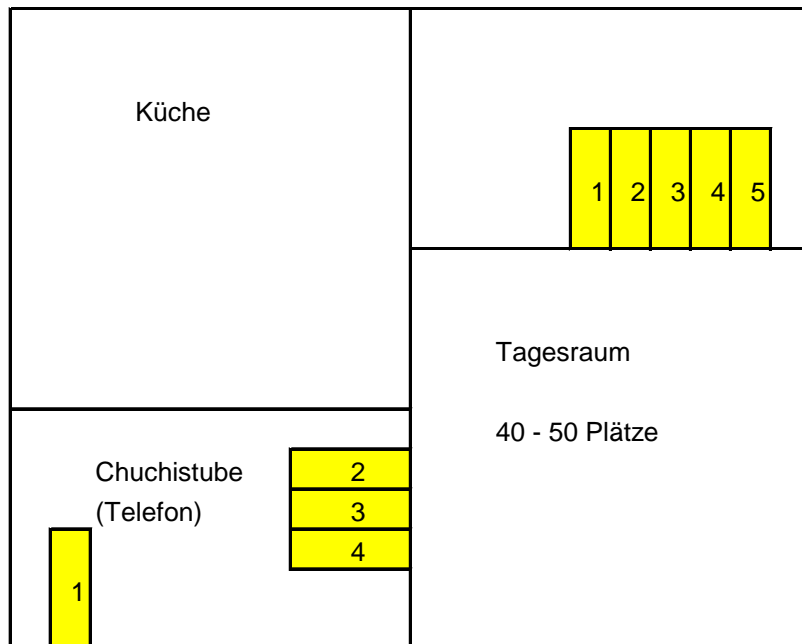 Küche
1 2 3 4 5
Tagesraum
40 - 50 Plätze
Chuchistube
(Telefon)
2
3
4
1